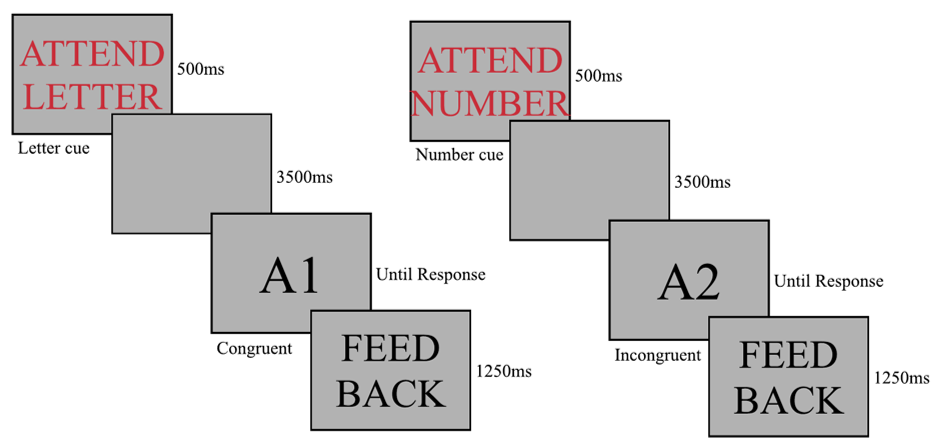 ATTEND
LETTER
500ms
Letter cue
3500ms
A1
Until Response
Congruent
FEED
BACK
1250ms
ATTEND
NUMBER
500ms
Number cue
3500ms
A2
Until Response
Incongruent
FEED
BACK
1250ms